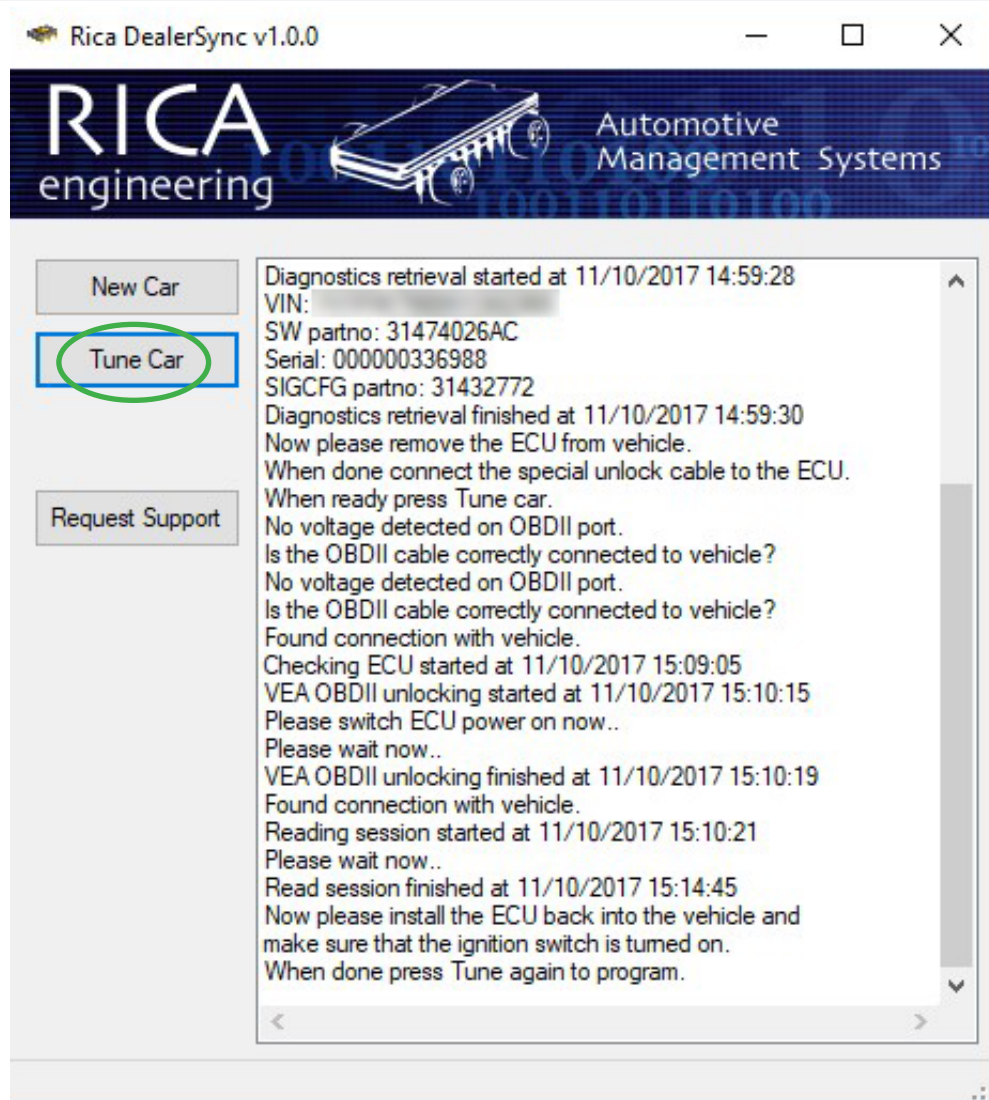 Rica DealerSync v1.0.0
RICA
engineering
Automotive
Management Systems
10011011
10
100110110100
New Car
Tune Car
Request Support
Diagnostics retrieval started at 11/10/2017 14:59:28
VIN:
SW partno: 31474026AC
Serial: 000000336988
SIGCFG partno: 31432772
Diagnostics retrieval finished at 11/10/2017 14:59:30
Now please remove the ECU from vehicle.
When done connect the special unlock cable to the ECU.
When ready press Tune car.
No voltage detected on OBDII port.
Is the OBDII cable correctly connected to vehicle?
No voltage detected on OBDII port.
Is the OBDII cable correctly connected to vehicle?
Found connection with vehicle.
Checking ECU started at 11/10/2017 15:09:05
VEA OBDII unlocking started at 11/10/2017 15:10:15
Please switch ECU power on now..
Please wait now..
VEA OBDII unlocking finished at 11/10/2017 15:10:19
Found connection with vehicle.
Reading session started at 11/10/2017 15:10:21
Please wait now..
Read session finished at 11/10/2017 15:14:45
Now please install the ECU back into the vehicle and
make sure that the ignition switch is turned on.
When done press Tune again to program.